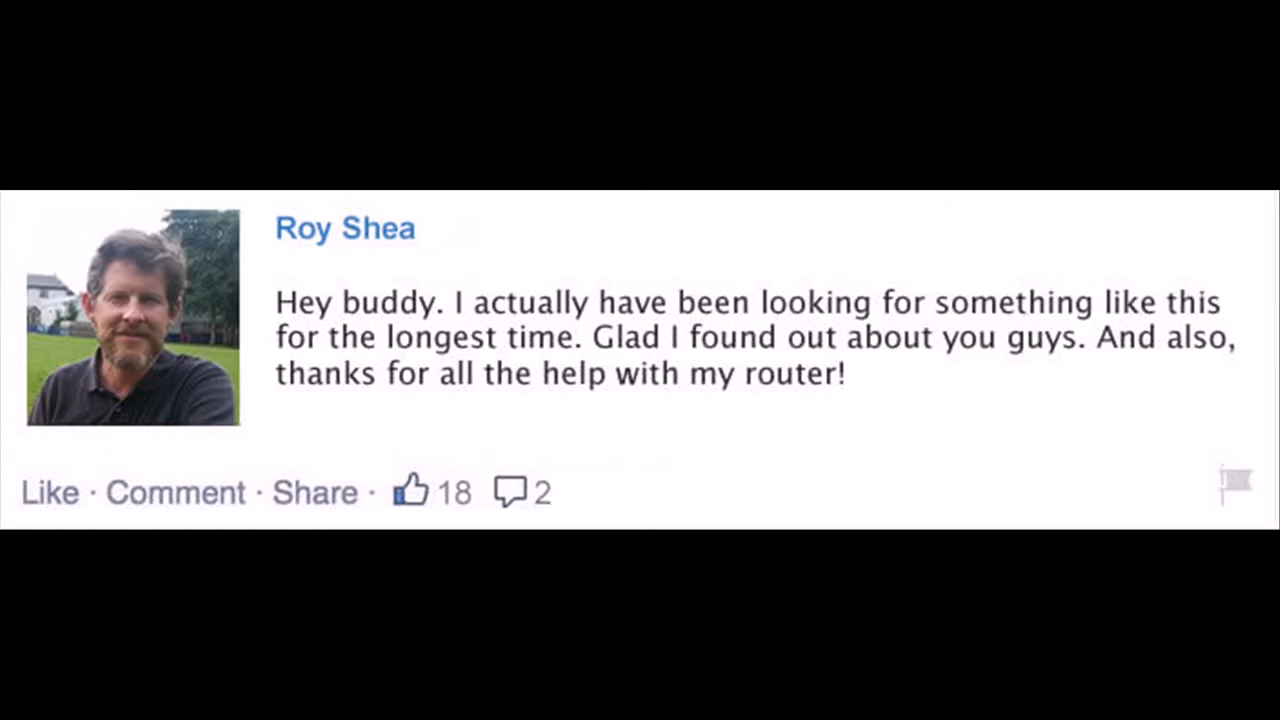 Roy Shea
Hey buddy. I actually have been looking for something like this
for the longest time. Glad I found out about you guys. And also,
thanks for all the help with my router!
Like · Comment · Share · 18 2